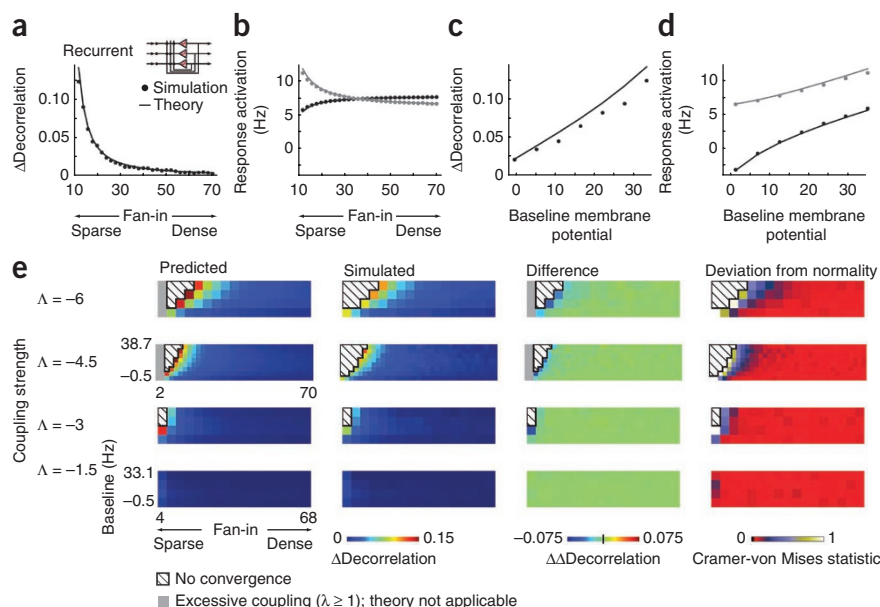 a
Recurrent
Simulation
Theory
ΔDecorrelation
0.10
0.05
0
10 30 50 70
Fan-in
Sparse Dense
b
Response activation
(Hz)
10
5
0
10 30 50 70
Fan-in
Sparse Dense
c
ΔDecorrelation
0.10
0.05
0
0 10 20 30
Baseline membrane
potential
d
Response activation
(Hz)
10
5
0
0 10 20 30
Baseline membrane
potential
e
Predicted Simulated Difference Deviation from normality
Coupling strength
Λ = −6
Λ = −4.5
38.7
−0.5
2 70
Λ = −3
Λ = −1.5
Baseline (Hz)
33.1
−0.5
4 68
Fan-in
Sparse Dense
0 0.15
ΔDecorrelation
−0.075 0.075
ΔΔDecorrelation
0 1
Cramer-von Mises statistic
No convergence
Excessive coupling (λ ≥ 1); theory not applicable